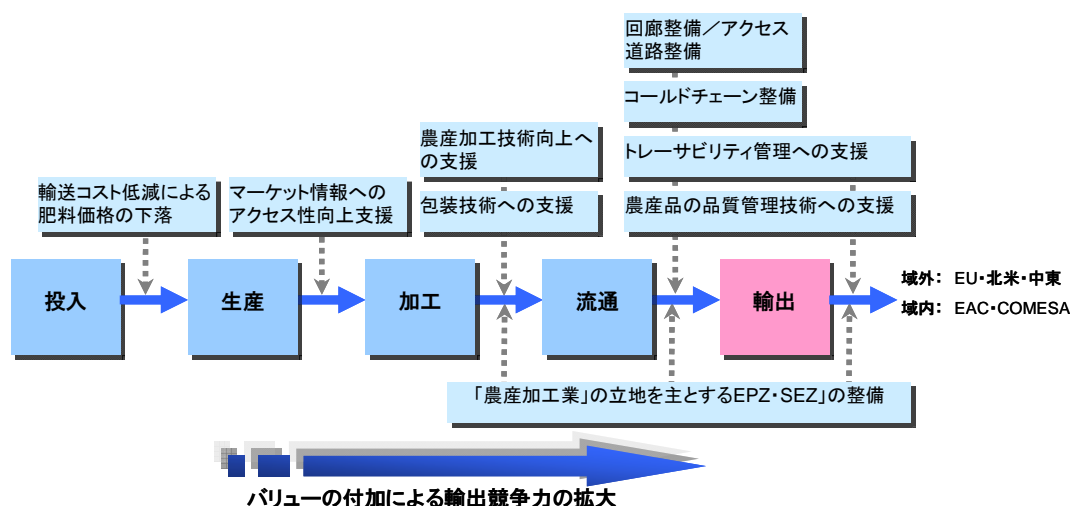 回廊整備／アクセス
道路整備
コールドチェーン整備
農産加工技術向上へ
の支援
トレーサビリティ管理への支援
輸送コスト低減による
肥料価格の下落
マーケット情報への
アクセス性向上支援
包装技術への支援
農産品の品質管理技術への支援
投入
生産
加工
流通
輸出
域外： EU・北米・中東
域内： EAC・COMESA
「農産加工業」の立地を主とするEPZ・SEZ」の整備
バリューの付加による輸出競争力の拡大